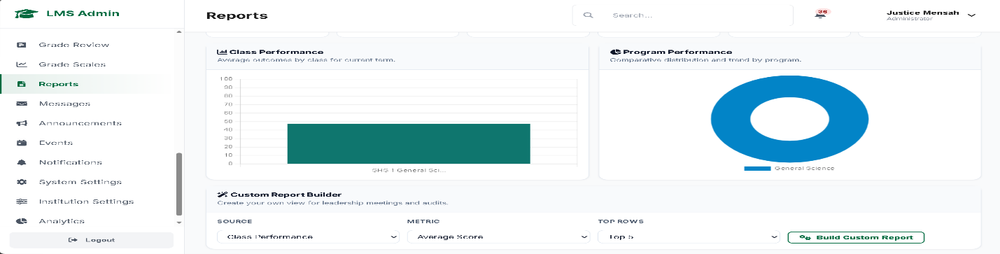 LMS Admin
Reports
Search...
36
Justice Mensah
Administrator
Grade Review
Grade Scales
Reports
Messages
Announcements
Events
Notifications
System Settings
Institution Settings
Analytics
Logout
Class Performance
Average outcomes by class for current term.
100
90
80
70
60
50
40
30
20
10
0
SHS 1 General Sci...
Program Performance
Comparative distribution and trend by program.
General Science
Custom Report Builder
Create your own view for leadership meetings and audits.
SOURCE
Class Performance
METRIC
Average Score
TOP ROWS
Top 5
Build Custom Report